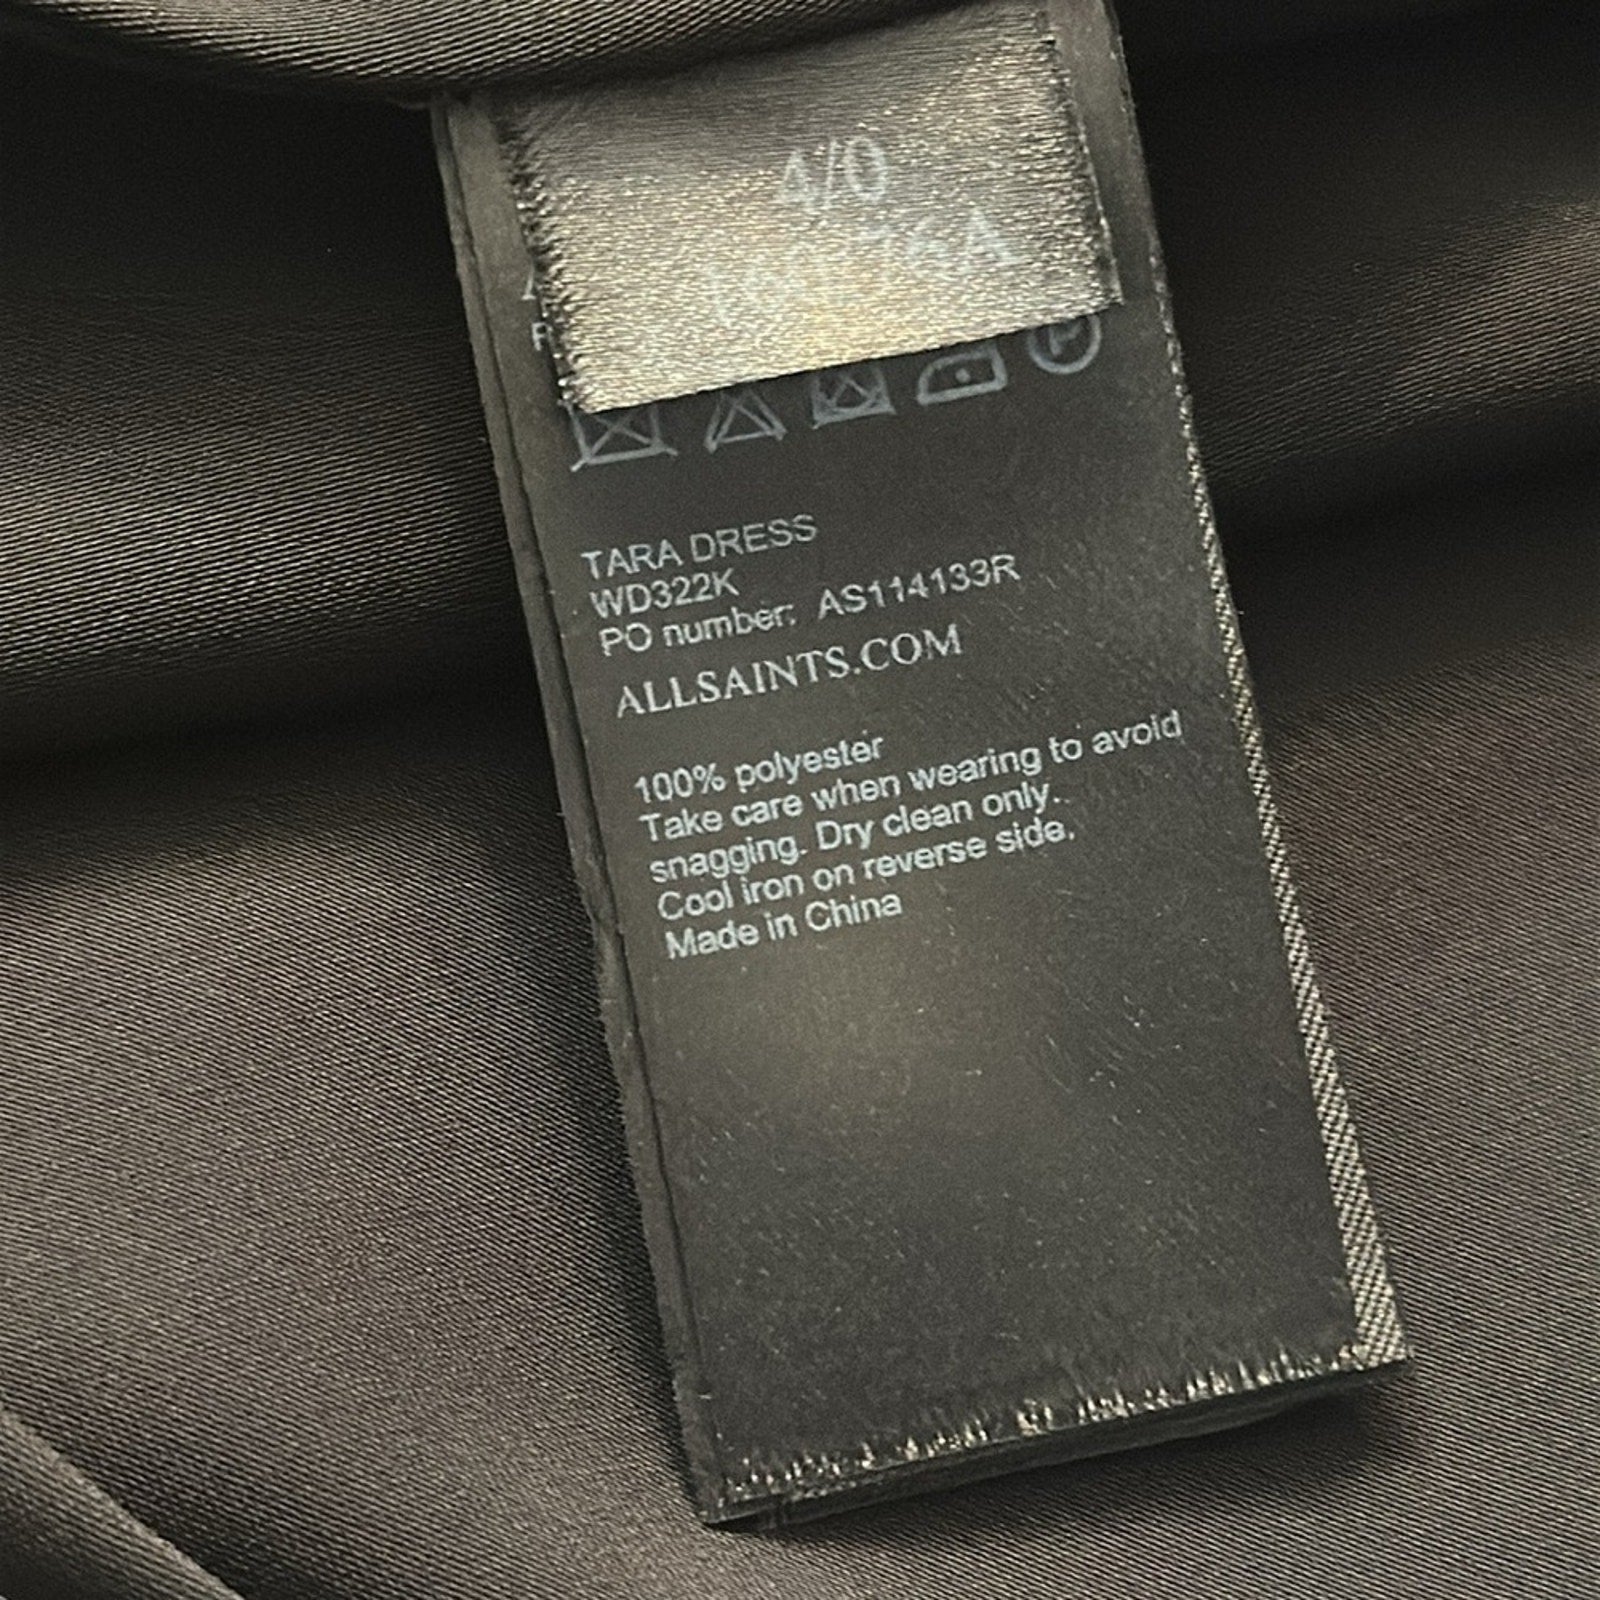 4/0
TARA DRESS
WD322K
PO number: AS114133R
ALLSAINTS.COM
100% polyester
Take care when wearing to avoid
snagging. Dry clean only.
Cool iron on reverse side.
Made in China